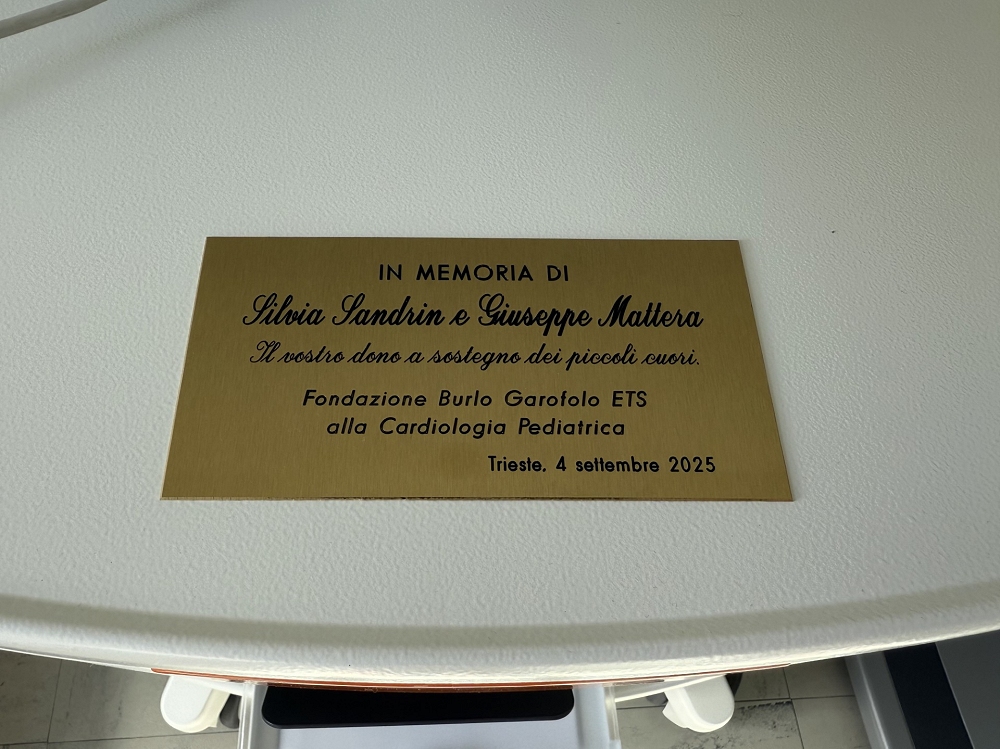 IN MEMORIA DI
Silvia Sandrin e Giuseppe Mattera
Il vostro dono a sostegno dei piccoli cuori.
Fondazione Burlo Garofolo ETS
alla Cardiologia Pediatrica
Trieste, 4 settembre 2025